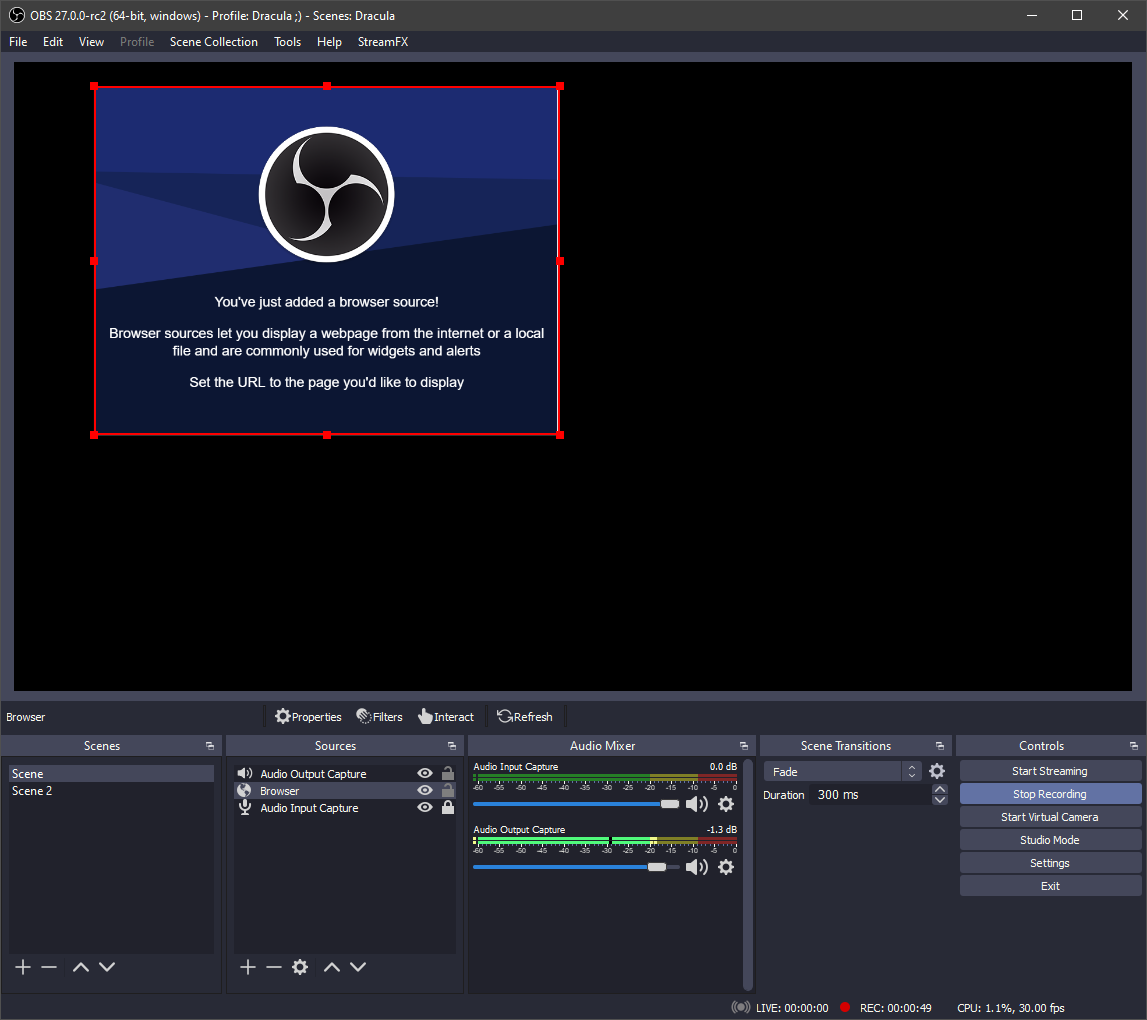 OBS 27.0.0-rc2 (64-bit, windows) - Profile: Dracula ;) - Scenes: Dracula
File Edit View Profile Scene Collection Tools Help StreamFX
You've just added a browser source!
Browser sources let you display a webpage from the internet or a local
file and are commonly used for widgets and alerts
Set the URL to the page you'd like to display
Browser Properties Filters Interact Refresh
Scenes
Scene
Scene 2
Sources
Audio Output Capture
Browser
Audio Input Capture
Audio Mixer
Audio Input Capture 0.0 dB
-60 -55 -50 -45 -40 -35 -30 -25 -20 -15 -10 -5 0
Audio Output Capture -1.3 dB
-60 -55 -50 -45 -40 -35 -30 -25 -20 -15 -10 -5 0
Scene Transitions
Fade
Duration 300 ms
Controls
Start Streaming
Stop Recording
Start Virtual Camera
Studio Mode
Settings
Exit
LIVE: 00:00:00 REC: 00:00:49 CPU: 1.1%, 30.00 fps